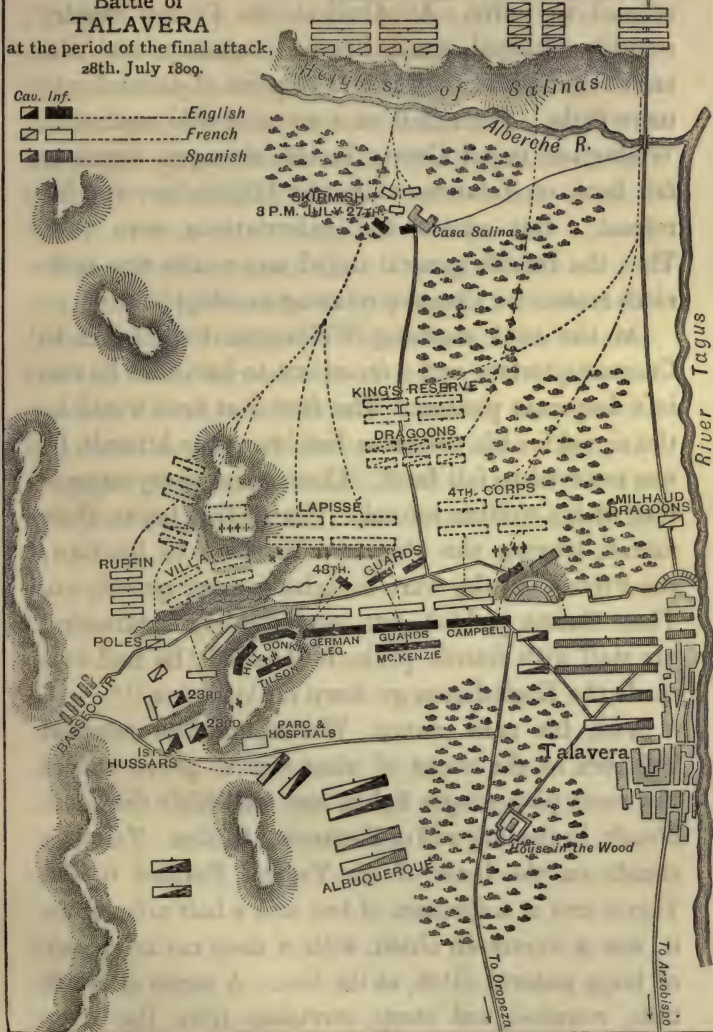 Battle of
TALAVERA
at the period of the final attack,
28th. July 1809.
Cav. Inf.
English
French
Spanish
Heights of Salinas
Alberche R.
SKIRMISH
3 P.M. JULY 27TH.
Casa Salinas
River Tagus
KING'S RESERVE
DRAGOONS
4TH. CORPS
MILHAUD
DRAGOONS
LAPISSE
RUFFIN
VILLATTE
48TH.
GUARDS
POLES
HILL
DONKIN
TILSON
GERMAN
LEG.
GUARDS
MC.KENZIE
CAMPBELL
BASSECOUR
23RD
23RD
1ST
HUSSARS
PARC &
HOSPITALS
Talavera
House in the Wood
ALBUQUERQUE
To Oropeza
To Arzobispo